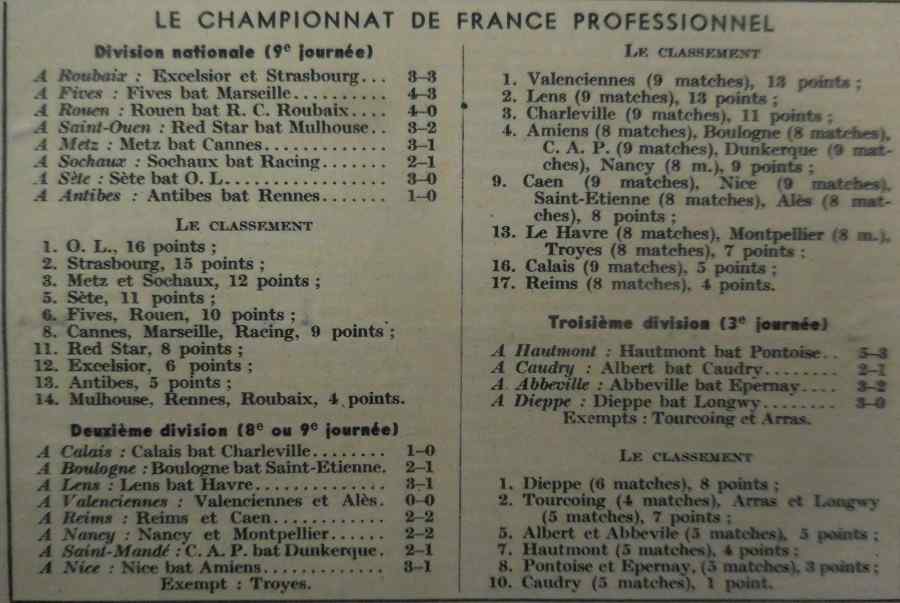 LE CHAMPIONNAT DE FRANCE PROFESSIONNEL
Division nationale (9e journée)
A Roubaix : Excelsior et Strasbourg... 3-3
A Fives : Fives bat Marseille.......... 4-3
A Rouen : Rouen bat R. C. Roubaix.... 4-0
A Saint-Ouen : Red Star bat Mulhouse.. 3-2
A Metz : Metz bat Cannes............. 3-1
A Sochaux : Sochaux bat Racing....... 2-1
A Sète : Sète bat O. L................. 3-0
A Antibes : Antibes bat Rennes....... 1-0
LE CLASSEMENT
1. O. L., 16 points ;
2. Strasbourg, 15 points ;
3. Metz et Sochaux, 12 points ;
5. Sète, 11 points ;
6. Fives, Rouen, 10 points ;
8. Cannes, Marseille, Racing, 9 points ;
11. Red Star, 8 points ;
12. Excelsior, 6 points ;
13. Antibes, 5 points ;
14. Mulhouse, Rennes, Roubaix, 4 points.
Deuxième division (8e ou 9e journée)
A Calais : Calais bat Charleville....... 1-0
A Boulogne : Boulogne bat Saint-Etienne. 2-1
A Lens : Lens bat Havre.............. 3-1
A Valenciennes : Valenciennes et Alès. 0-0
A Reims : Reims et Caen............ 2-2
A Nancy : Nancy et Montpellier...... 2-2
A Saint-Mandé : C. A. P. bat Dunkerque. 2-1
A Nice : Nice bat Amiens............. 3-1
Exempt : Troyes.
LE CLASSEMENT
1. Valenciennes (9 matches), 13 points ;
2. Lens (9 matches), 13 points ;
3. Charleville (9 matches), 11 points ;
4. Amiens (8 matches), Boulogne (8 matches),
C. A. P. (9 matches), Dunkerque (9 mat-
ches), Nancy (8 m.), 9 points ;
9. Caen (9 matches), Nice (9 matches),
Saint-Etienne (8 matches), Alès (8 mat-
ches), 8 points ;
13. Le Havre (8 matches), Montpellier (8 m.),
Troyes (8 matches), 7 points ;
16. Calais (9 matches), 5 points ;
17. Reims (8 matches), 4 points.
Troisième division (3e journée)
A Hautmont : Hautmont bat Pontoise.. 5-3
A Caudry : Albert bat Caudry........ 2-1
A Abbeville : Abbeville bat Epernay.... 3-2
A Dieppe : Dieppe bat Longwy........ 3-0
Exempts : Tourcoing et Arras.
LE CLASSEMENT
1. Dieppe (6 matches), 8 points ;
2. Tourcoing (4 matches), Arras et Longwy
(5 matches), 7 points ;
5. Albert et Abbevile (5 matches), 5 points ;
7. Hautmont (5 matches), 4 points ;
8. Pontoise et Epernay, (5 matches), 3 points ;
10. Caudry (5 matches), 1 point.